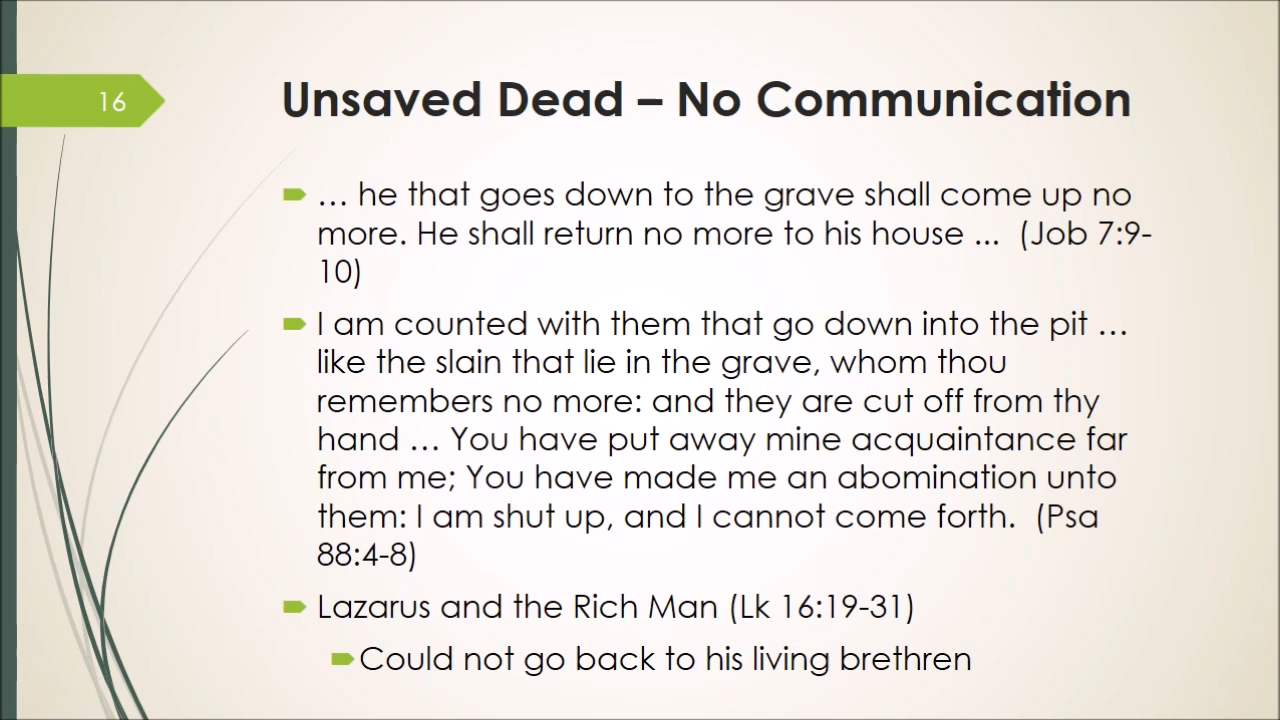 16
Unsaved Dead – No Communication
… he that goes down to the grave shall come up no
more. He shall return no more to his house ... (Job 7:9-
10)
I am counted with them that go down into the pit …
like the slain that lie in the grave, whom thou
remembers no more: and they are cut off from thy
hand … You have put away mine acquaintance far
from me; You have made me an abomination unto
them: I am shut up, and I cannot come forth. (Psa
88:4-8)
Lazarus and the Rich Man (Lk 16:19-31)
Could not go back to his living brethren